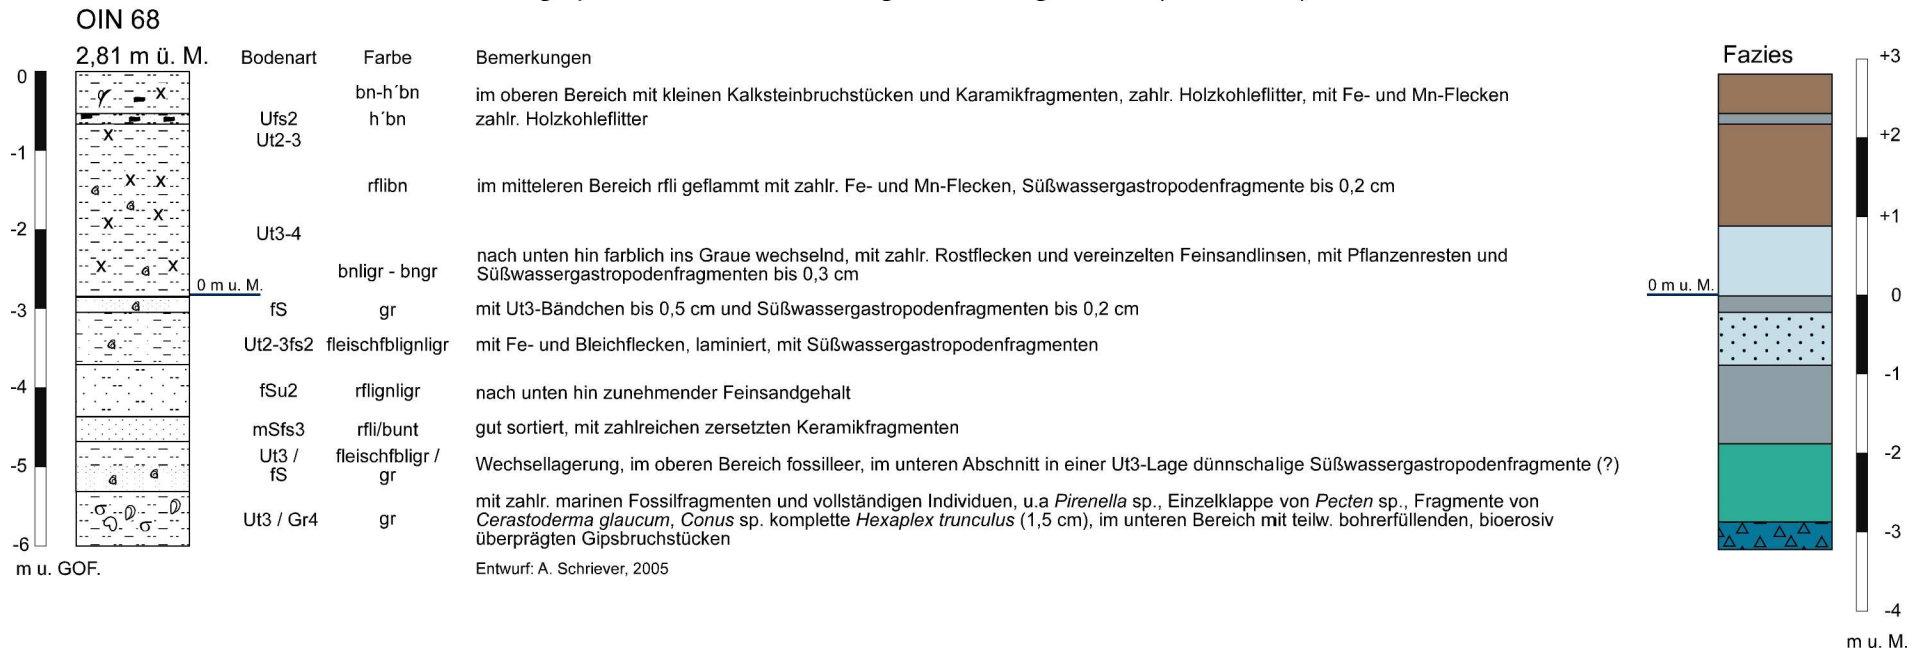 OIN 68
2,81 m ü. M.
Bodenart
Farbe
Bemerkungen
Fazies
bn-h´bn
im oberen Bereich mit kleinen Kalksteinbruchstücken und Karamikfragmenten, zahlr. Holzkohleflitter, mit Fe- und Mn-Flecken
Ufs2
h´bn
zahlr. Holzkohleflitter
Ut2-3
rflibn
im mitteleren Bereich rfli geflammt mit zahlr. Fe- und Mn-Flecken, Süßwassergastropodenfragmente bis 0,2 cm
Ut3-4
bnligr - bngr
nach unten hin farblich ins Graue wechselnd, mit zahlr. Rostflecken und vereinzelten Feinsandlinsen, mit Pflanzenresten und
Süßwassergastropodenfragmenten bis 0,3 cm
0 m u. M.
0 m u. M.
fS
gr
mit Ut3-Bändchen bis 0,5 cm und Süßwassergastropodenfragmenten bis 0,2 cm
Ut2-3fs2
fleischfblignligr
mit Fe- und Bleichflecken, laminiert, mit Süßwassergastropodenfragmenten
fSu2
rflignligr
nach unten hin zunehmender Feinsandgehalt
mSfs3
rfli/bunt
gut sortiert, mit zahlreichen zersetzten Keramikfragmenten
Ut3 /
fS
fleischfbligr /
gr
Wechsellagerung, im oberen Bereich fossilleer, im unteren Abschnitt in einer Ut3-Lage dünnschalige Süßwassergastropodenfragmente (?)
Ut3 / Gr4
gr
mit zahlr. marinen Fossilfragmenten und vollständigen Individuen, u.a Pirenella sp., Einzelklappe von Pecten sp., Fragmente von
Cerastoderma glaucum, Conus sp. komplette Hexaplex trunculus (1,5 cm), im unteren Bereich mit teilw. bohrerfüllenden, bioerosiv
überprägten Gipsbruchstücken
Entwurf: A. Schriever, 2005
0
-1
-2
-3
-4
-5
-6
m u. GOF.
+3
+2
+1
0
-1
-2
-3
-4
m u. M.